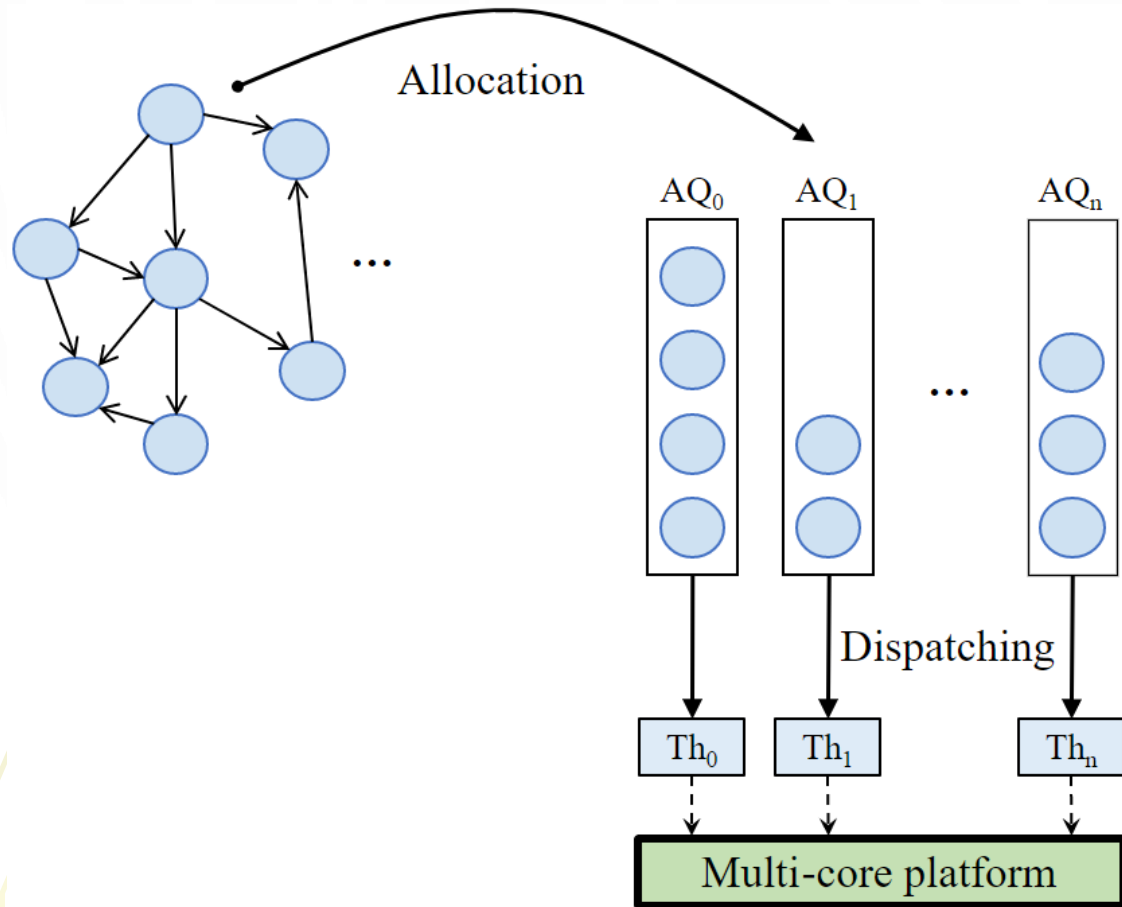 Allocation
...
AQ₀ AQ₁ AQₙ
...
Dispatching
Th₀ Th₁ Thₙ
Multi-core platform